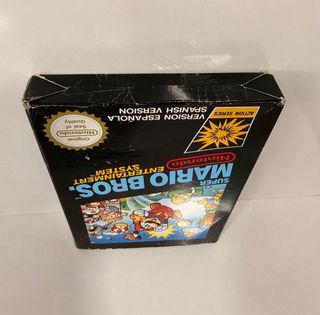 SUPER
MARIO BROS.
Nintendo
ENTERTAINMENT
SYSTEM
SPANISH VERSION
VERSION ESPAÑOLA
ACTION SERIES
Original
Nintendo
Seal of
Quality